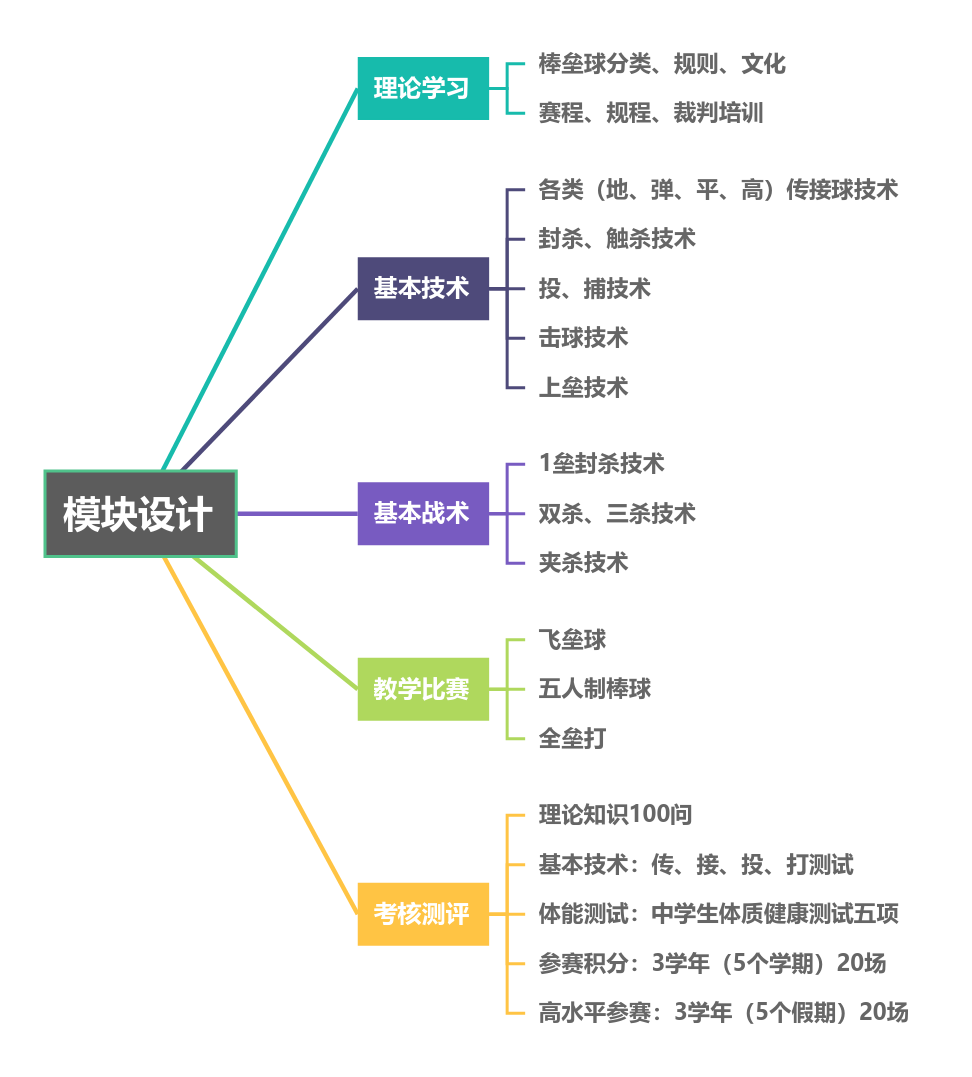 理论学习
棒垒球分类、规则、文化
赛程、规程、裁判培训
基本技术
各类（地、弹、平、高）传接球技术
封杀、触杀技术
投、捕技术
击球技术
上垒技术
模块设计
基本战术
1垒封杀技术
双杀、三杀技术
夹杀技术
教学比赛
飞垒球
五人制棒球
全垒打
考核测评
理论知识100问
基本技术：传、接、投、打测试
体能测试：中学生体质健康测试五项
参赛积分：3学年（5个学期）20场
高水平参赛：3学年（5个假期）20场